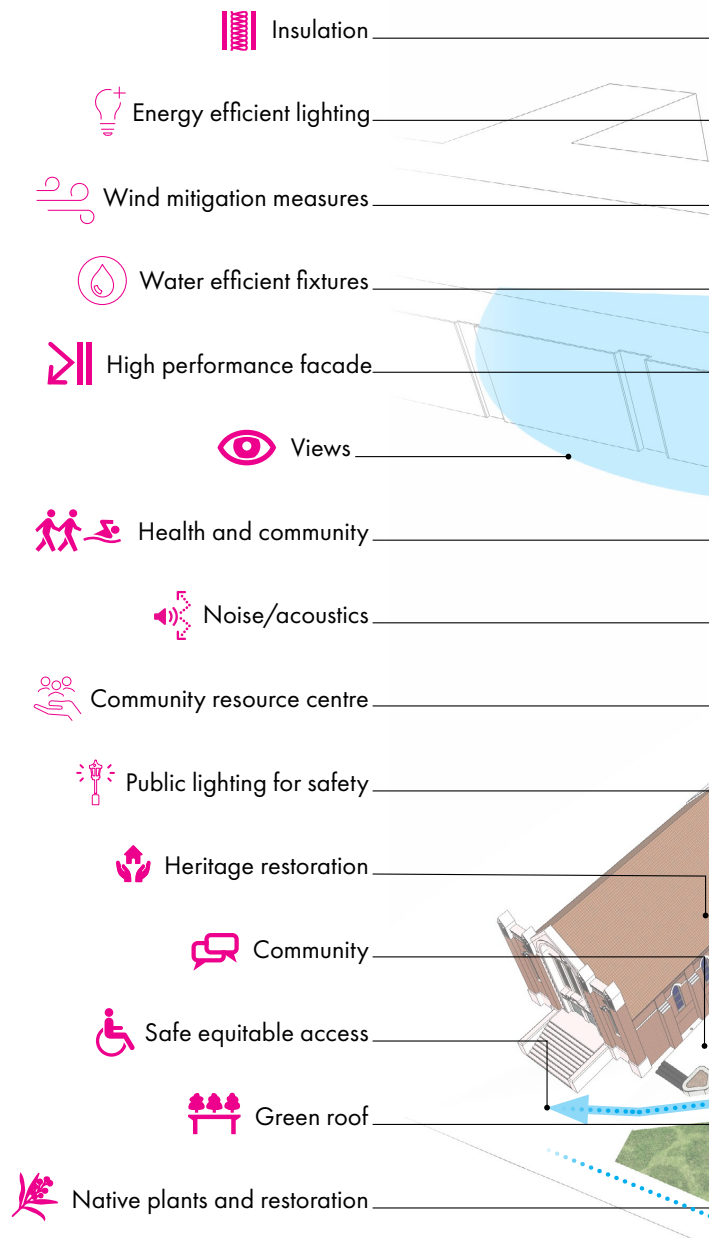 Insulation
Energy efficient lighting
Wind mitigation measures
Water efficient fixtures
High performance facade
Views
Health and community
Noise/acoustics
Community resource centre
Public lighting for safety
Heritage restoration
Community
Safe equitable access
Green roof
Native plants and restoration